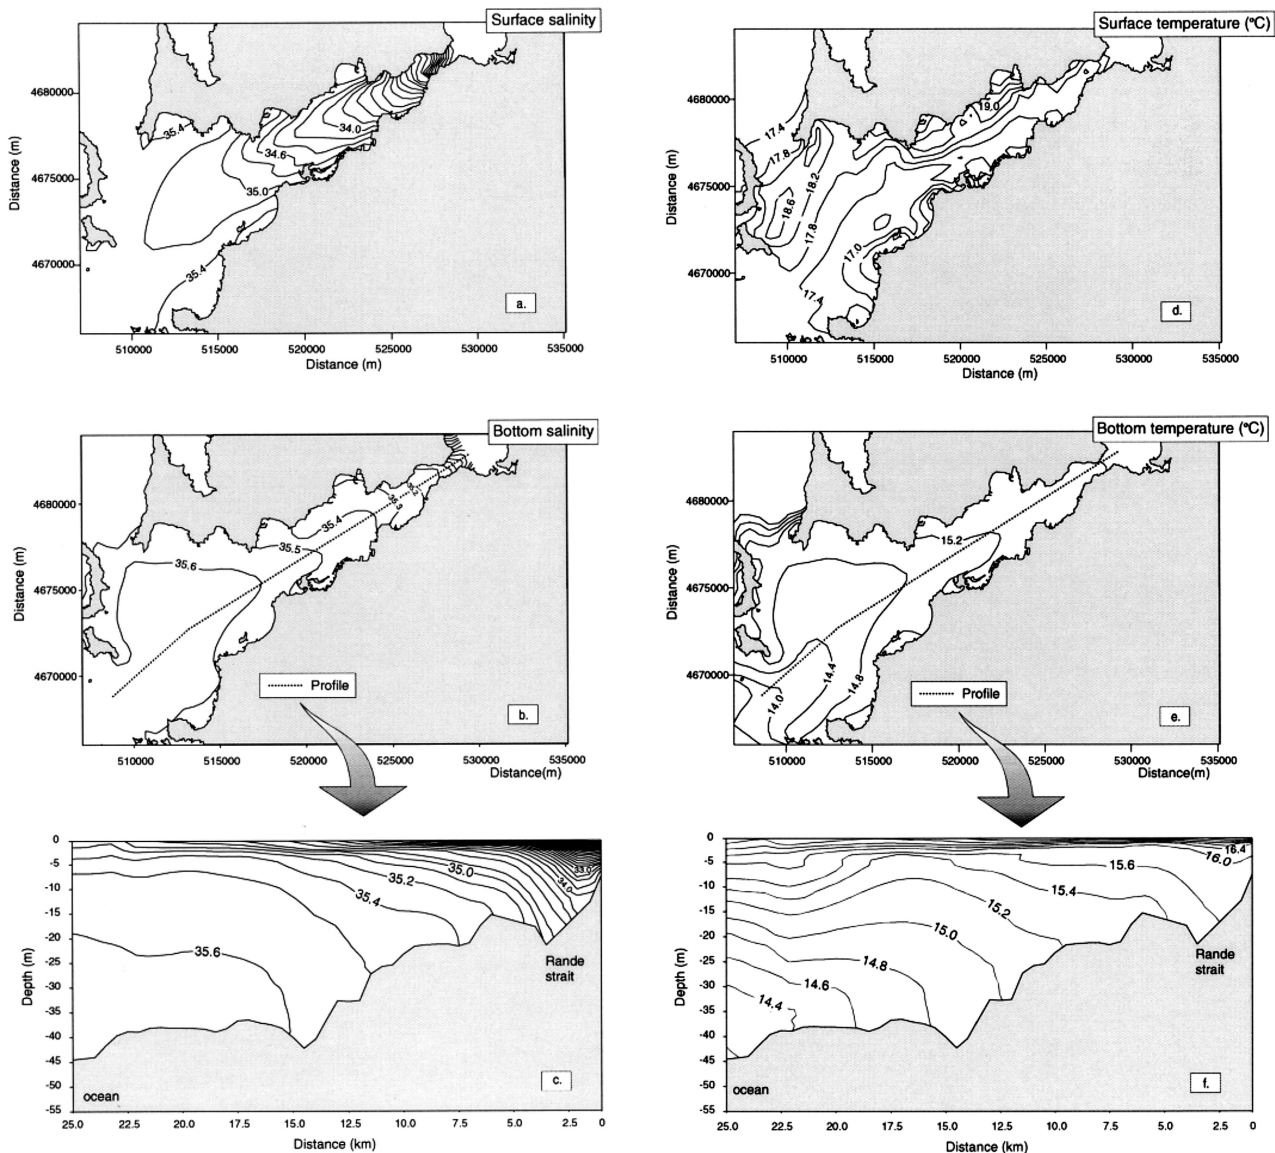 Surface salinity
4680000
4675000
4670000
Distance (m)
35.4
34.0
34.6
35.0
35.4
a.
510000 515000 520000 525000 530000 535000
Distance (m)
Surface temperature (°C)
4680000
4675000
4670000
Distance (m)
17.4
17.8
19.0
18.2
18.6
17.8
17.0
17.4
d.
510000 515000 520000 525000 530000 535000
Distance (m)
Bottom salinity
4680000
4675000
4670000
Distance (m)
35.3
35.4
35.5
35.6
Profile
b.
510000 515000 520000 525000 530000 535000
Distance(m)
Bottom temperature (°C)
4680000
4675000
4670000
Distance (m)
15.2
14.4
14.8
14.0
Profile
e.
510000 515000 520000 525000 530000 535000
Distance(m)
0
-5
-10
-15
-20
-25
-30
-35
-40
-45
-50
-55
Depth (m)
33.0
34.0
35.0
35.2
35.4
35.6
Rande
strait
ocean
c.
25.0 22.5 20.0 17.5 15.0 12.5 10.0 7.5 5.0 2.5 0
Distance (km)
0
-5
-10
-15
-20
-25
-30
-35
-40
-45
-50
-55
Depth (m)
16.4
16.0
15.6
15.4
15.2
15.0
14.8
14.6
14.4
Rande
strait
ocean
f.
25.0 22.5 20.0 17.5 15.0 12.5 10.0 7.5 5.0 2.5 0
Distance (km)